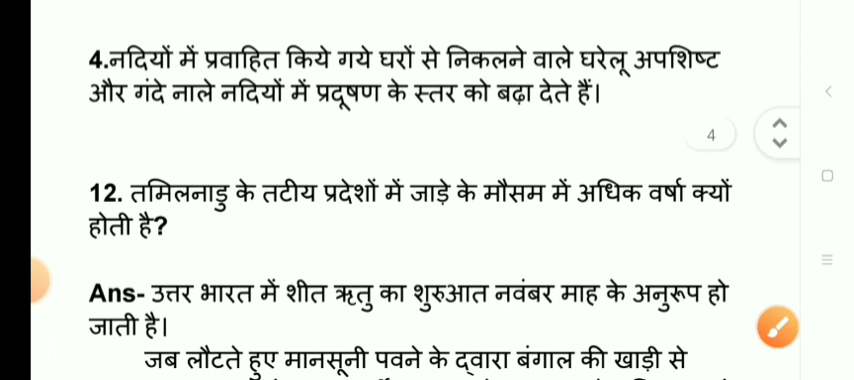 4.नदियों में प्रवाहित किये गये घरों से निकलने वाले घरेलू अपशिष्ट
और गंदे नाले नदियों में प्रदूषण के स्तर को बढ़ा देते हैं।
4
12. तमिलनाडु के तटीय प्रदेशों में जाड़े के मौसम में अधिक वर्षा क्यों
होती है?
Ans- उत्तर भारत में शीत ऋतु का शुरुआत नवंबर माह के अनुरूप हो
जाती है।
जब लौटते हुए मानसूनी पवने के द्वारा बंगाल की खाड़ी से